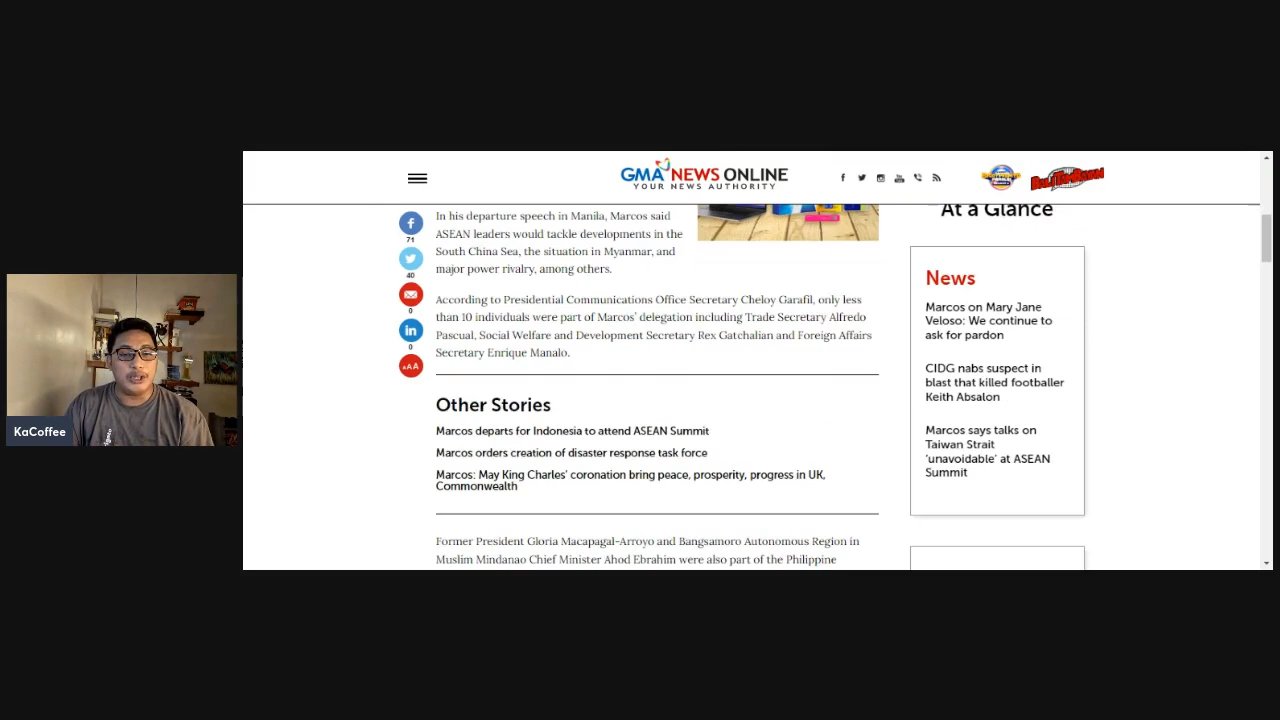 GMA NEWS ONLINE
YOUR NEWS AUTHORITY
In his departure speech in Manila, Marcos said
ASEAN leaders would tackle developments in the
South China Sea, the situation in Myanmar, and
major power rivalry, among others.
71
40
0
0
AA
According to Presidential Communications Office Secretary Cheloy Garafil, only less
than 10 individuals were part of Marcos’ delegation including Trade Secretary Alfredo
Pascual, Social Welfare and Development Secretary Rex Gatchalian and Foreign Affairs
Secretary Enrique Manalo.
Other Stories
Marcos departs for Indonesia to attend ASEAN Summit
Marcos orders creation of disaster response task force
Marcos: May King Charles’ coronation bring peace, prosperity, progress in UK,
Commonwealth
Former President Gloria Macapagal-Arroyo and Bangsamoro Autonomous Region in
Muslim Mindanao Chief Minister Ahod Ebrahim were also part of the Philippine
At a Glance
News
Marcos on Mary Jane
Veloso: We continue to
ask for pardon
CIDG nabs suspect in
blast that killed footballer
Keith Absalon
Marcos says talks on
Taiwan Strait
‘unavoidable’ at ASEAN
Summit
KaCoffee